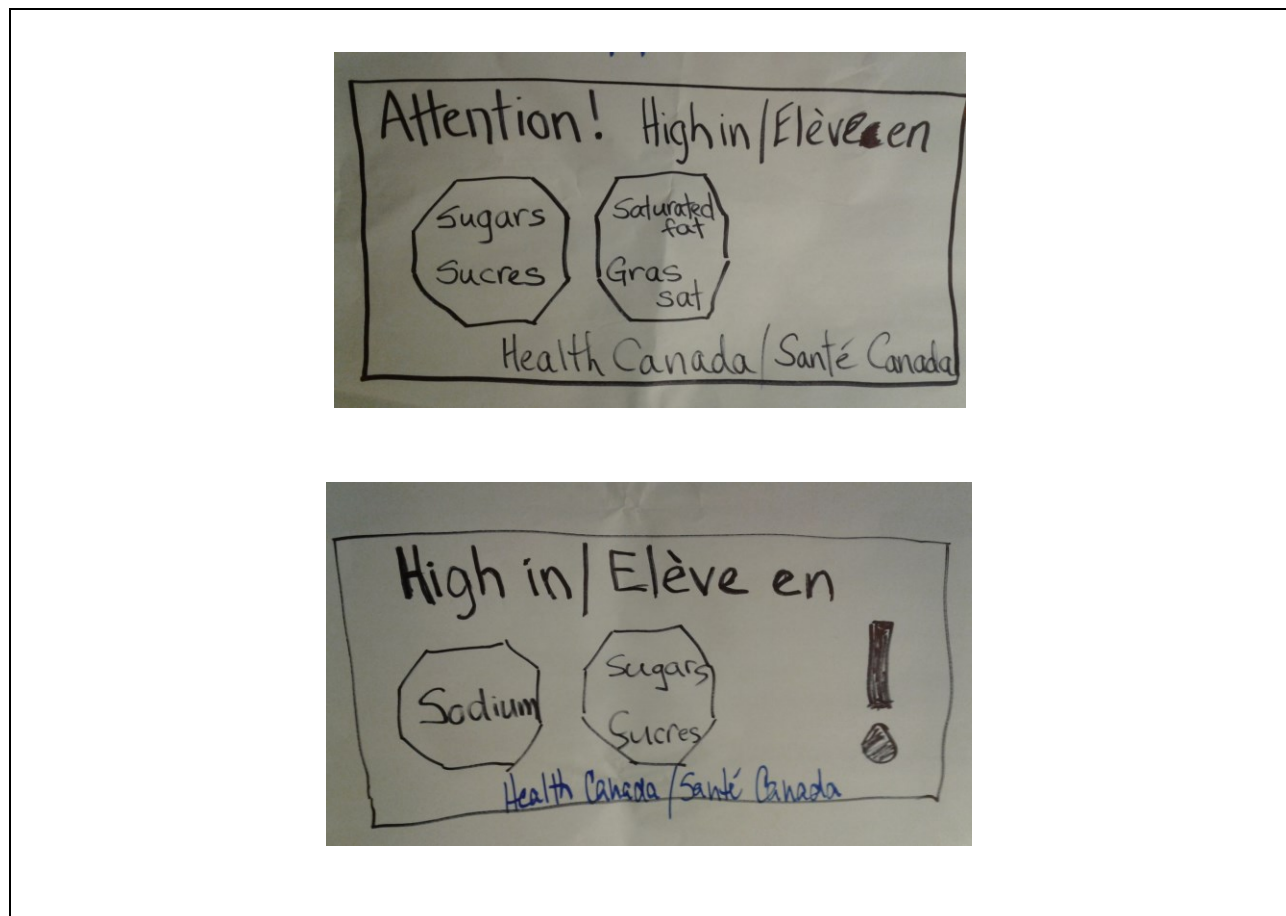 Attention! High in/Elève en
Sugars
Sucres
Saturated
fat
Gras
sat
Health Canada/Santé Canada
High in/Elève en
Sodium
Sugars
Sucres
Health Canada/Santé Canada
!